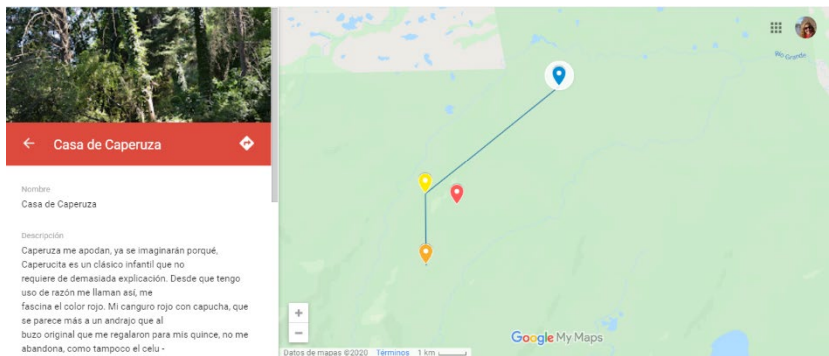 Casa de Caperuza
Nombre
Casa de Caperuza
Descripción
Caperuza me apodan, ya se imaginarán porqué,
Caperucita es un clásico infantil que no
requiere de demasiada explicación. Desde que tengo
uso de razón me llaman así, me
fascina el color rojo. Mi canguro rojo con capucha, que
se parece más a un andrajo que al
buzo original que me regalaron para mis quince, no me
abandona, como tampoco el celu -
Río Grande
+
−
Google My Maps
Datos de mapas ©2020 Términos 1 km